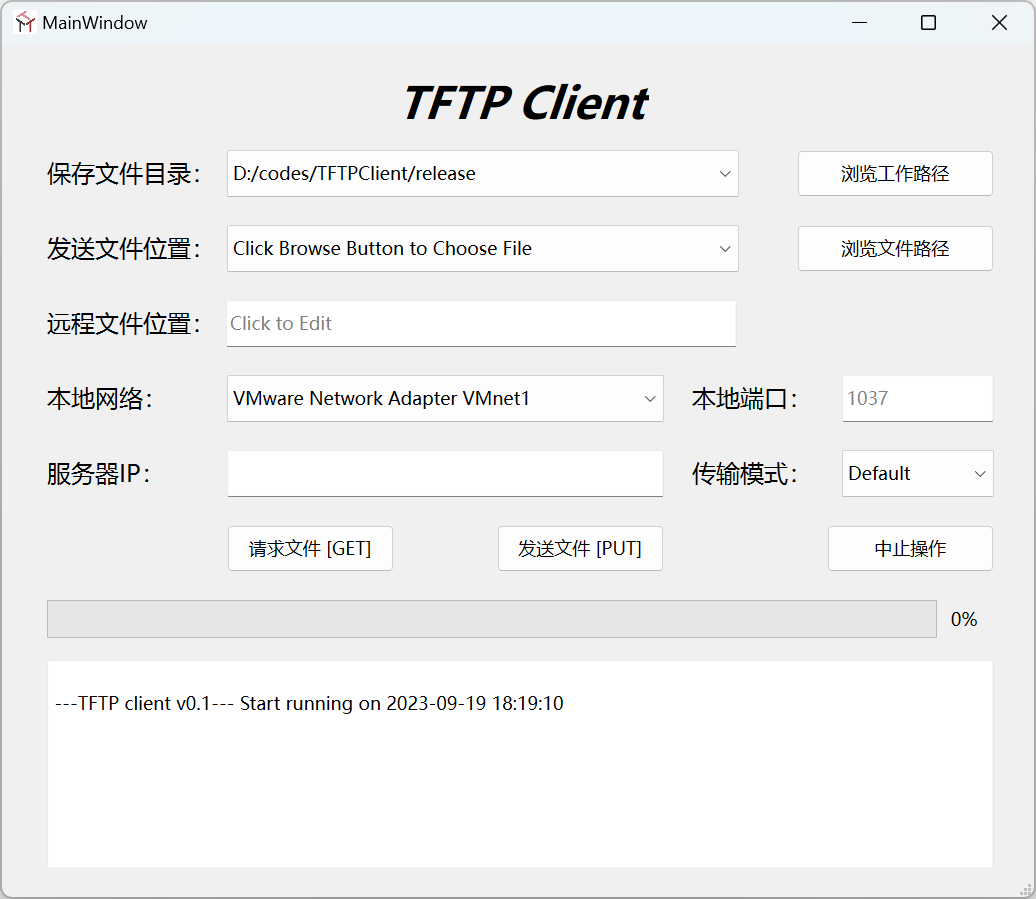 MainWindow
TFTP Client
保存文件目录： D:/codes/TFTPClient/release 浏览工作路径
发送文件位置： Click Browse Button to Choose File 浏览文件路径
远程文件位置： Click to Edit
本地网络： VMware Network Adapter VMnet1 本地端口： 1037
服务器IP： 传输模式： Default
请求文件 [GET] 发送文件 [PUT] 中止操作
0%
---TFTP client v0.1--- Start running on 2023-09-19 18:19:10